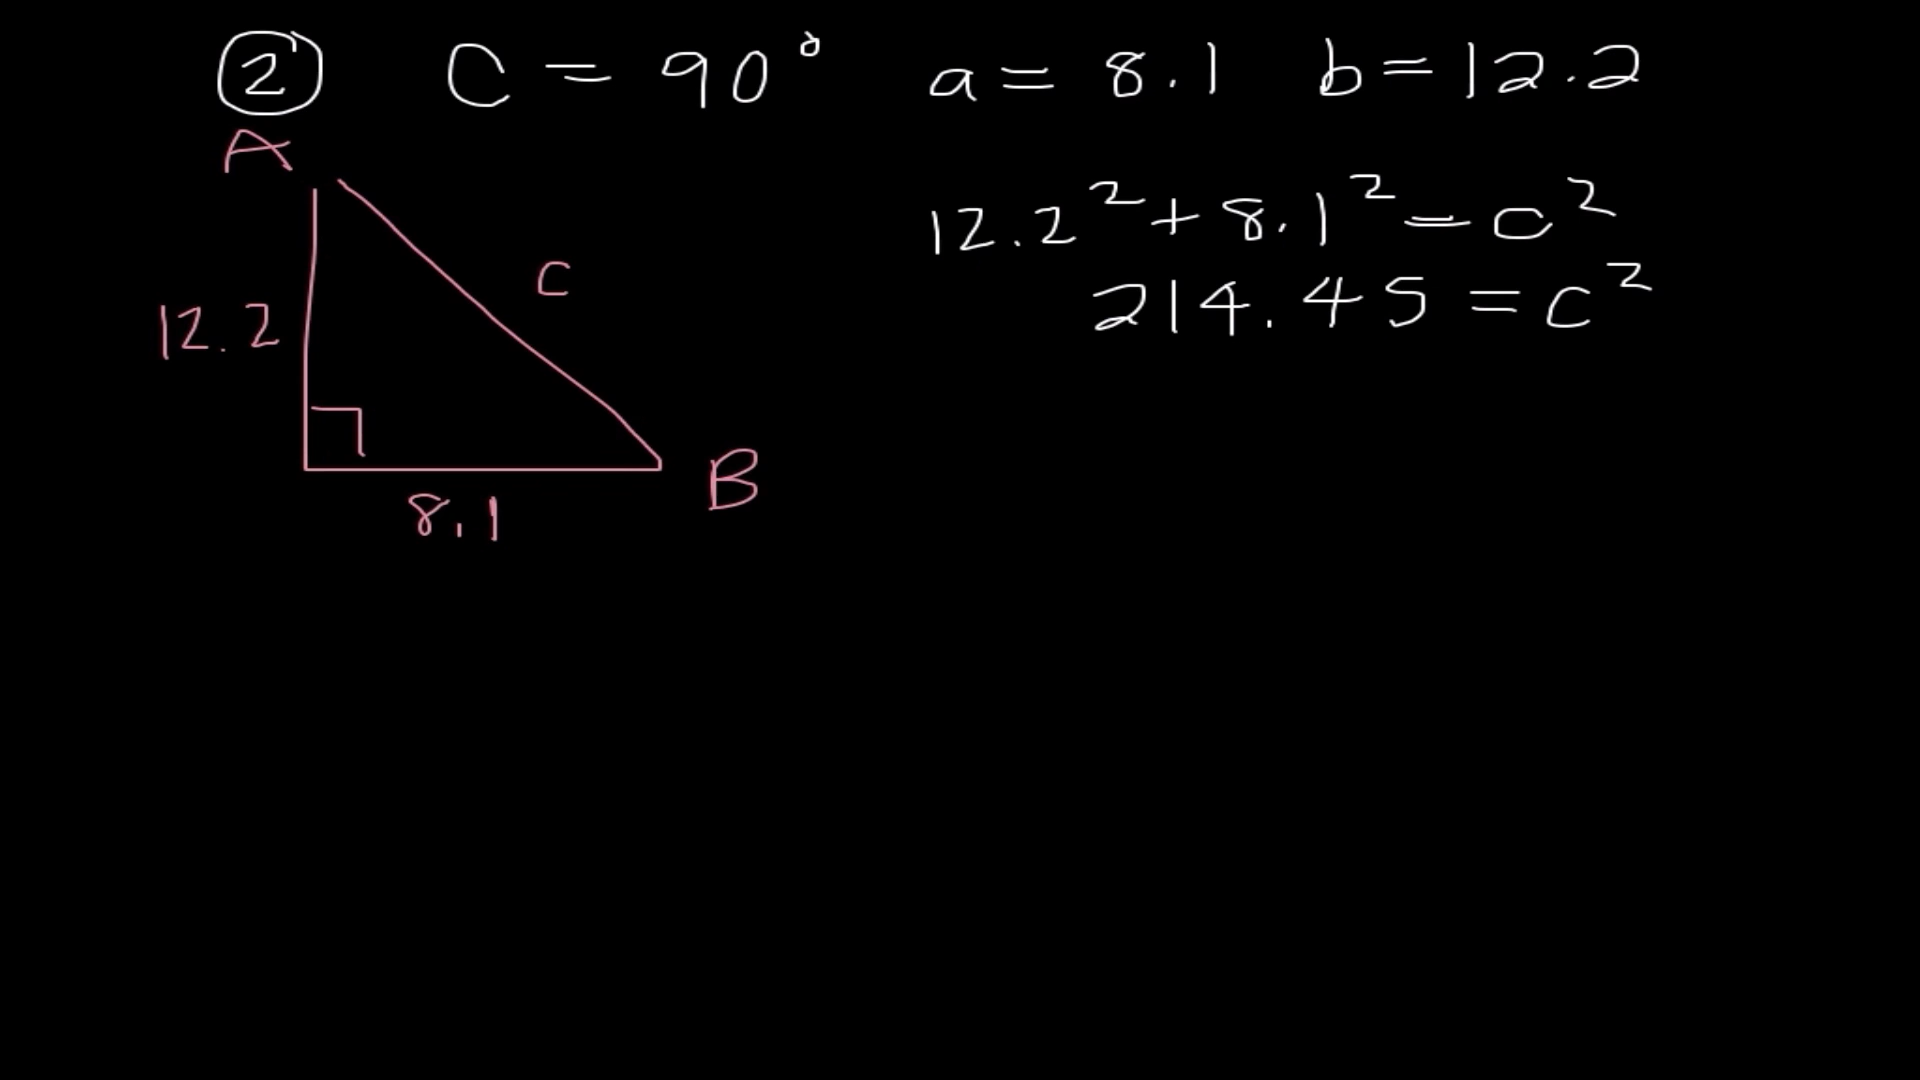 2 C = 90° a = 8.1 b = 12.2
A
12.2² + 8.1² = c²
c
214.45 = c²
12.2
B
8.1